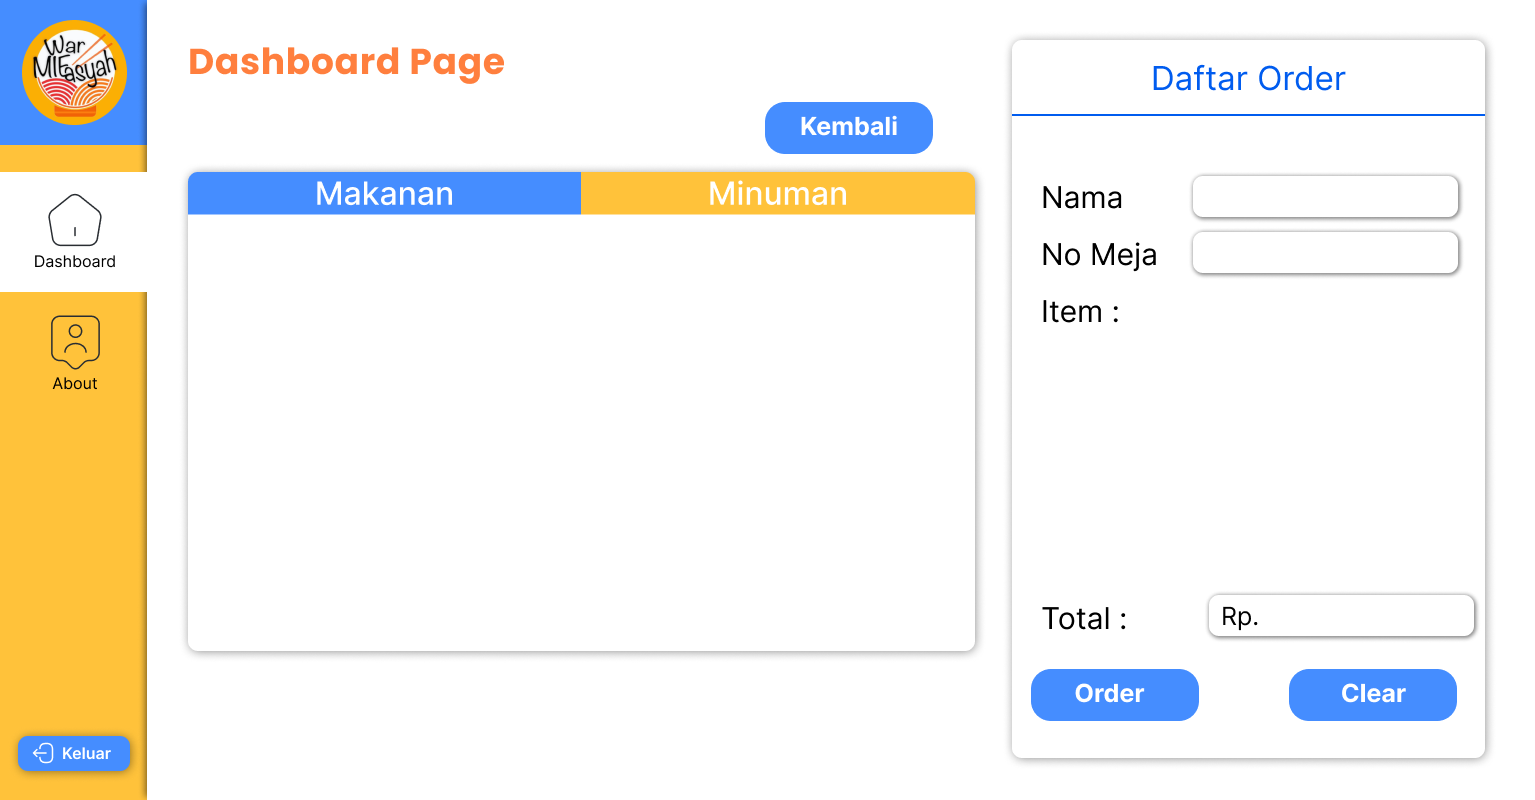 War
MIEasyah
Dashboard
About
Keluar
Dashboard Page
Kembali
Makanan
Minuman
Daftar Order
Nama
No Meja
Item :
Total :
Rp.
Order
Clear